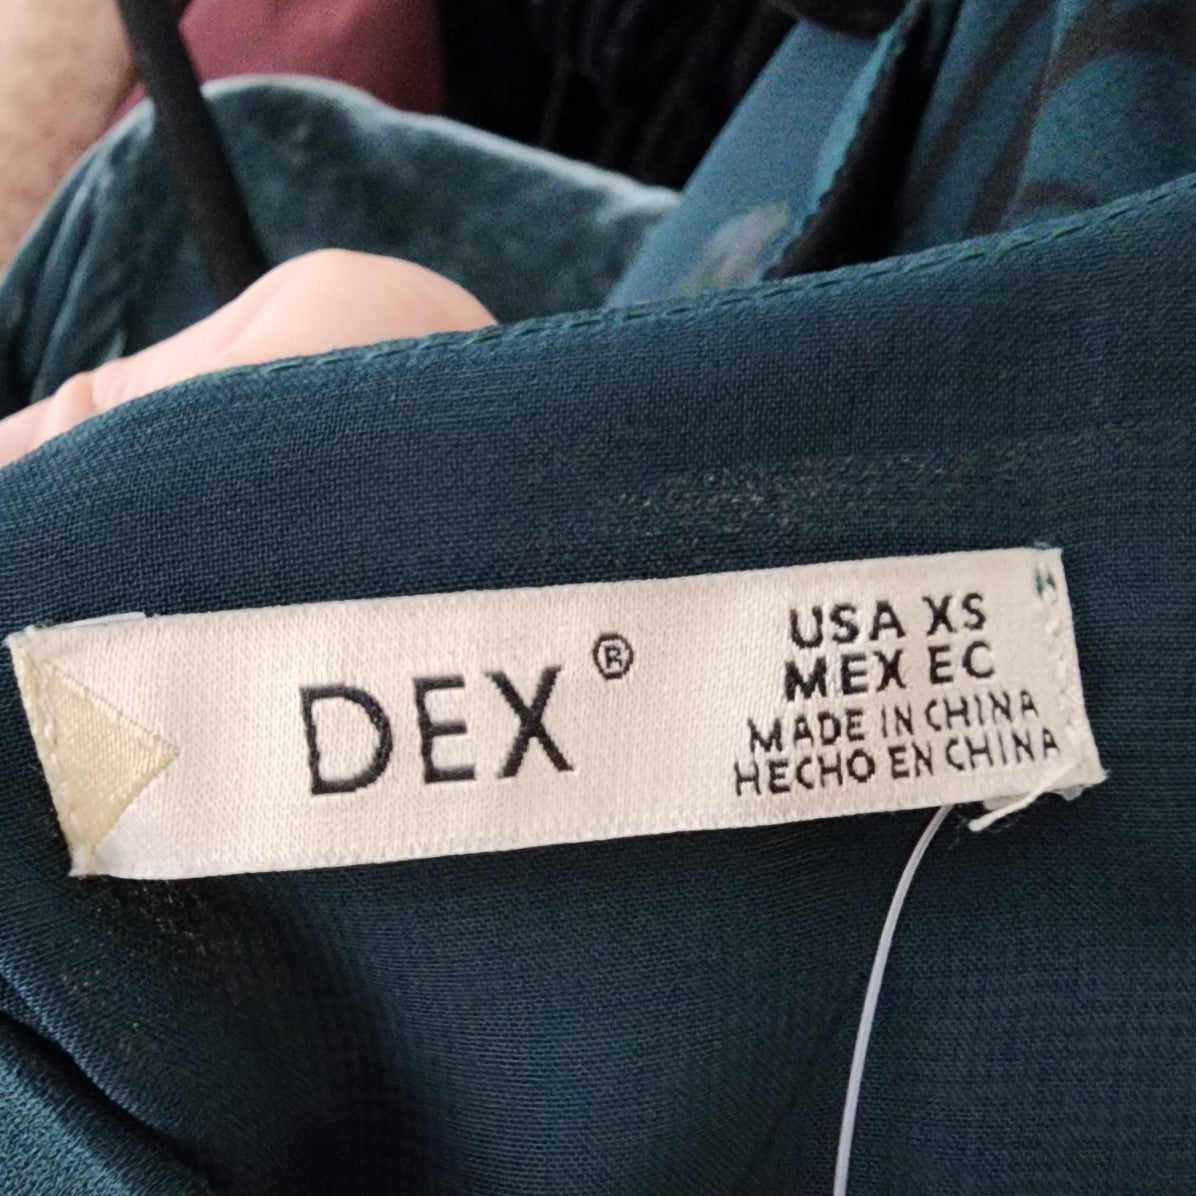 DEX®
USA XS
MEX EC
MADE IN CHINA
HECHO EN CHINA